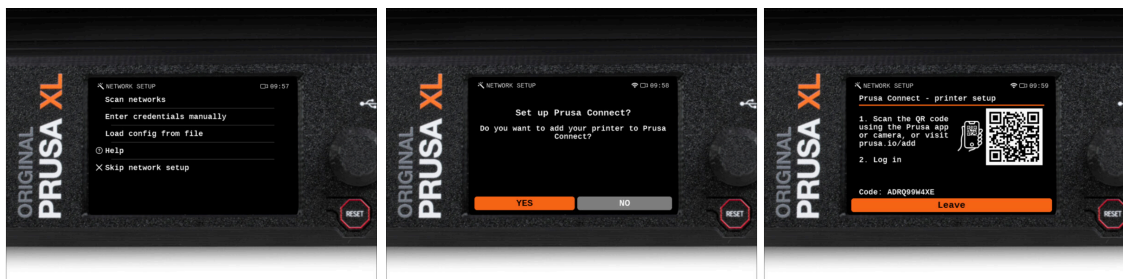 ORIGINAL
PRUSA XL
NETWORK SETUP
09:57
Scan networks
Enter credentials manually
Load config from file
Help
Skip network setup
RESET
ORIGINAL
PRUSA XL
NETWORK SETUP
09:58
Set up Prusa Connect?
Do you want to add your printer to Prusa
Connect?
YES
NO
RESET
ORIGINAL
PRUSA XL
NETWORK SETUP
09:59
Prusa Connect - printer
setup
1. Scan the QR code
using the Prusa app
or camera, or visit
prusa.io/add
2. Log in
Code: ADRQ99W4XE
Leave
RESET